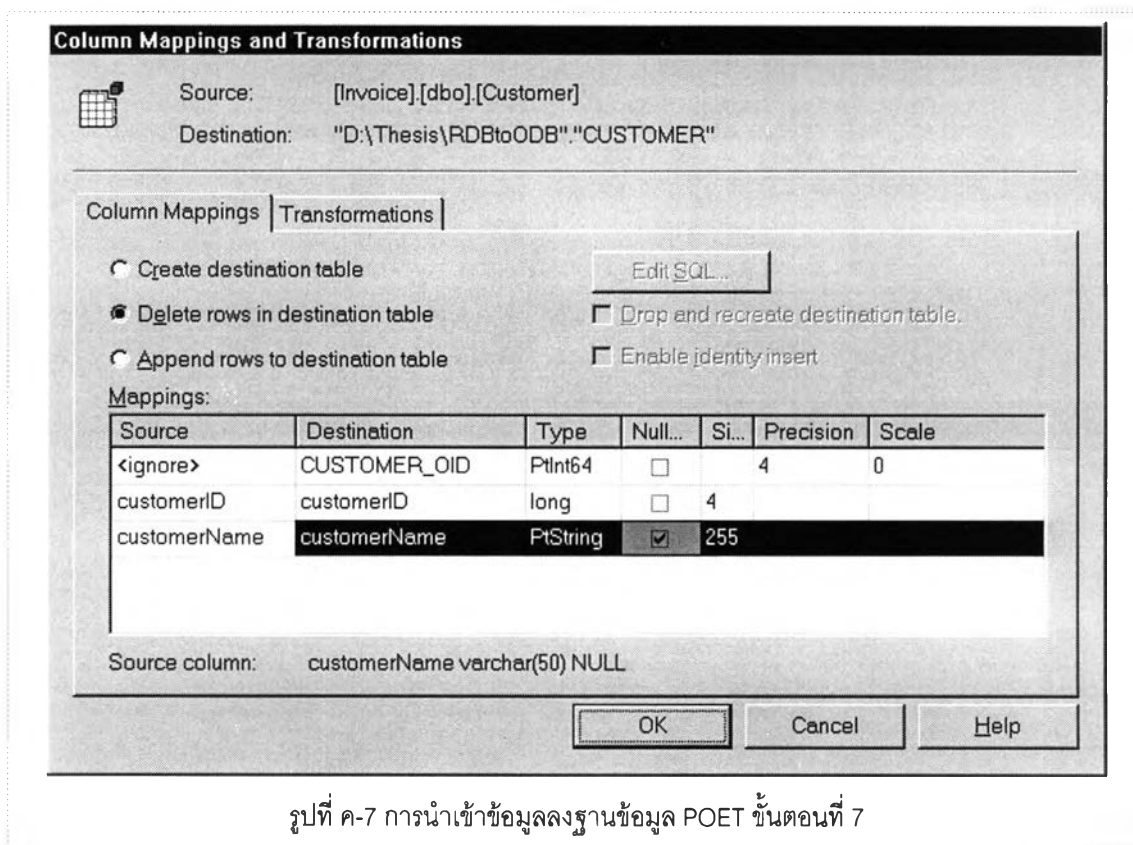 Column Mappings and Transformations
Source: [Invoice].[dbo].[Customer]
Destination: "D:\Thesis\RDBtoODB"."CUSTOMER"
Column Mappings Transformations
Create destination table Edit SQL...
Delete rows in destination table Drop and recreate destination table.
Append rows to destination table Enable identity insert
Mappings:
Source Destination Type Null... Si... Precision Scale
<ignore> CUSTOMER_OID PtInt64 4 0
customerID customerID long 4
customerName customerName PtString 255
Source column: customerName varchar(50) NULL
OK Cancel Help
รูปที่ ค-7 การนำเข้าข้อมูลลงฐานข้อมูล POET ขั้นตอนที่ 7